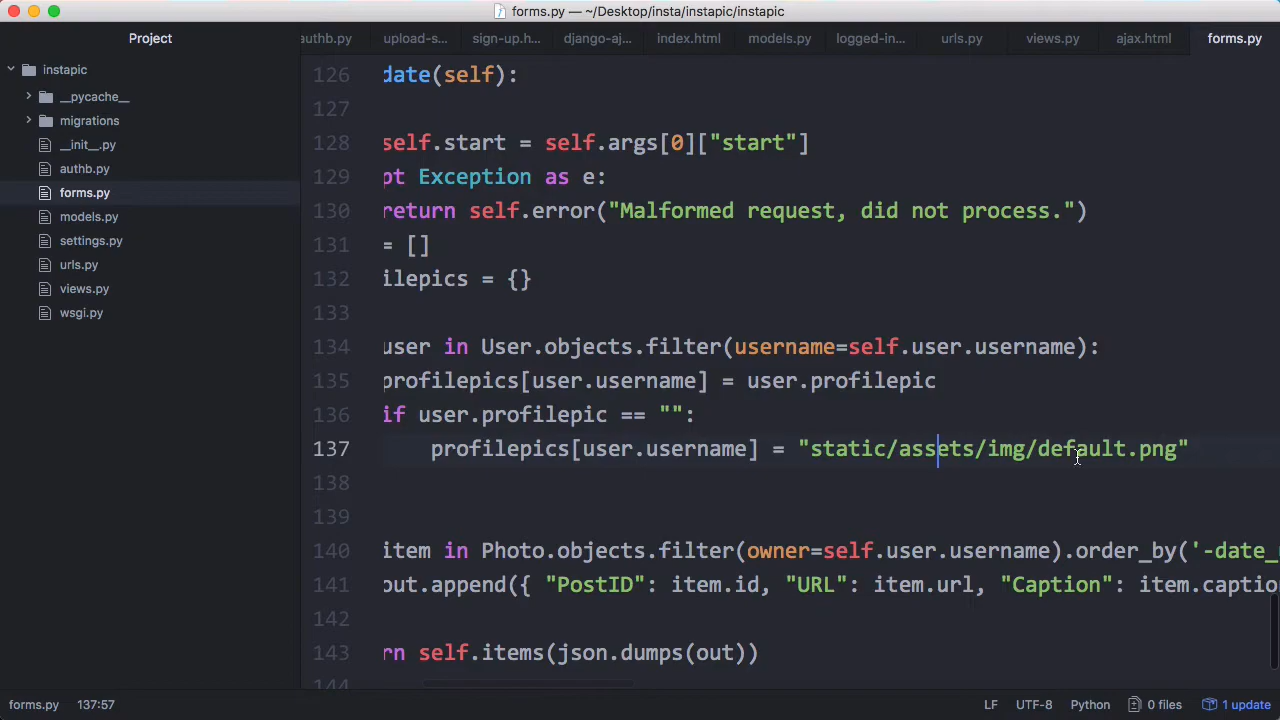 forms.py — ~/Desktop/insta/instapic/instapic
Project
authb.py upload-s... sign-up.h... django-aj... index.html models.py logged-in... urls.py views.py ajax.html forms.py
instapic
__pycache__
migrations
__init__.py
authb.py
forms.py
models.py
settings.py
urls.py
views.py
wsgi.py
126 date(self):
127
128 self.start = self.args[0]["start"]
129 pt Exception as e:
130 return self.error("Malformed request, did not process.")
131 = []
132 ilepics = {}
133
134 user in User.objects.filter(username=self.user.username):
135 profilepics[user.username] = user.profilepic
136 if user.profilepic == "":
137 profilepics[user.username] = "static/assets/img/default.png"
138
139
140 item in Photo.objects.filter(owner=self.user.username).order_by('-date_
141 out.append({ "PostID": item.id, "URL": item.url, "Caption": item.captio
142
143 rn self.items(json.dumps(out))
144
forms.py 137:57 LF UTF-8 Python 0 files 1 update